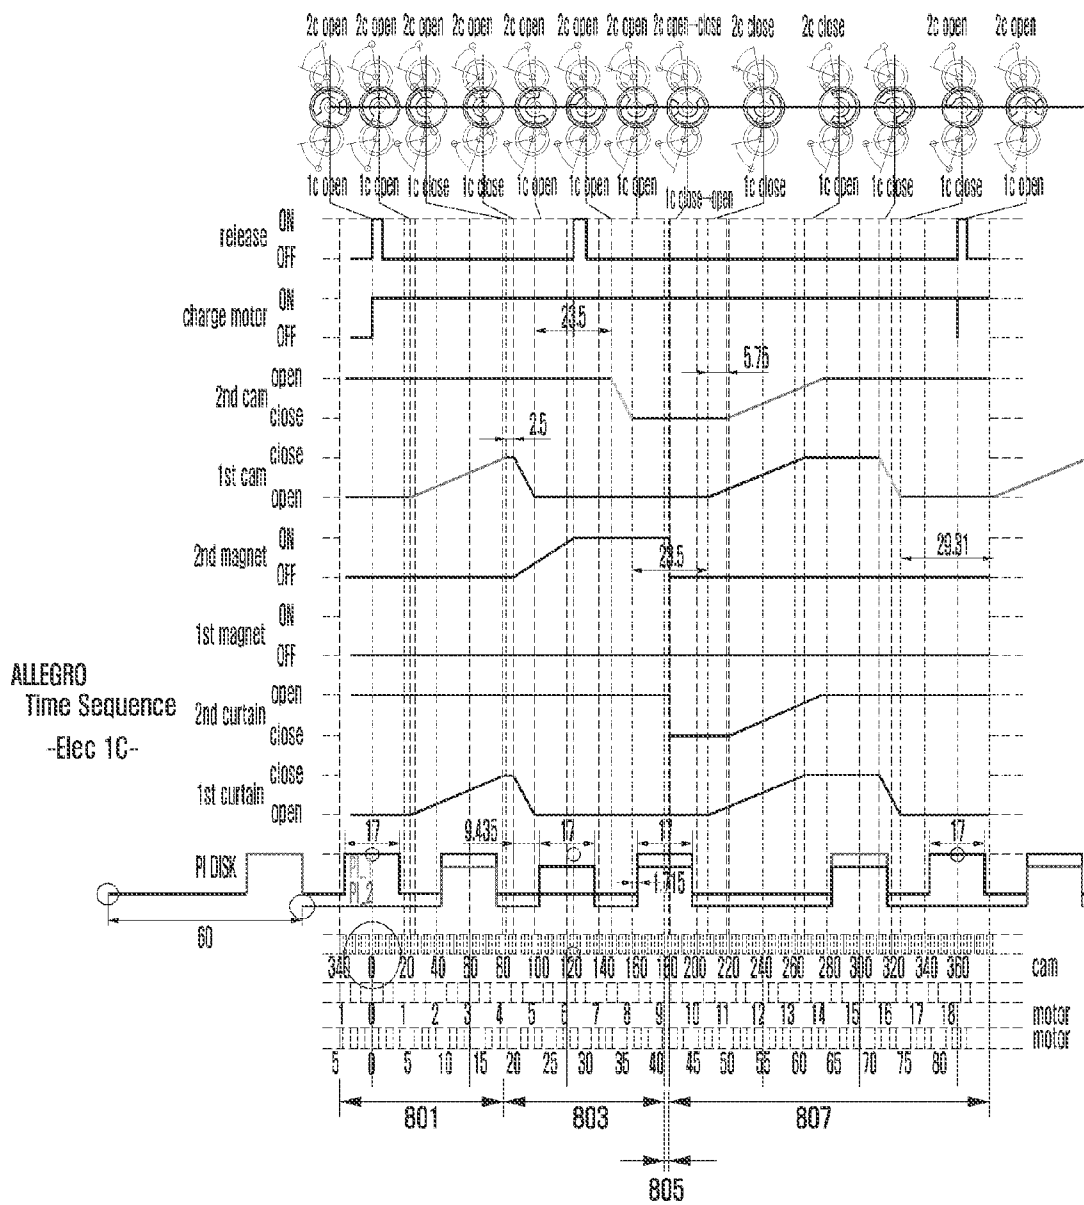 2c open 2c open 2c open 2c open 2c open 2c open 2c open 2c open→close 2c close 2c close 2c open 2c open
1c open 1c open 1c close 1c close 1c open 1c open 1c open 1c close→open 1c close 1c open 1c close 1c close 1c open
release ON
OFF
charge motor ON
OFF
23.5
2nd cam open
close
5.75
2.5
1st cam close
open
2nd magnet ON
OFF
23.5
29.31
1st magnet ON
OFF
ALLEGRO
Time Sequence
-Elec 1C-
2nd curtain open
close
1st curtain close
open
17 9.435 17 17 17
PI DISK
PI_2
1.715
60
340 0 20 40 60 80 100 120 140 160 180 200 220 240 260 280 300 320 340 360 cam
1 0 1 2 3 4 5 6 7 8 9 10 11 12 13 14 15 16 17 18 motor
motor
5 0 5 10 15 20 25 30 35 40 45 50 55 60 65 70 75 80
801 803 807
805